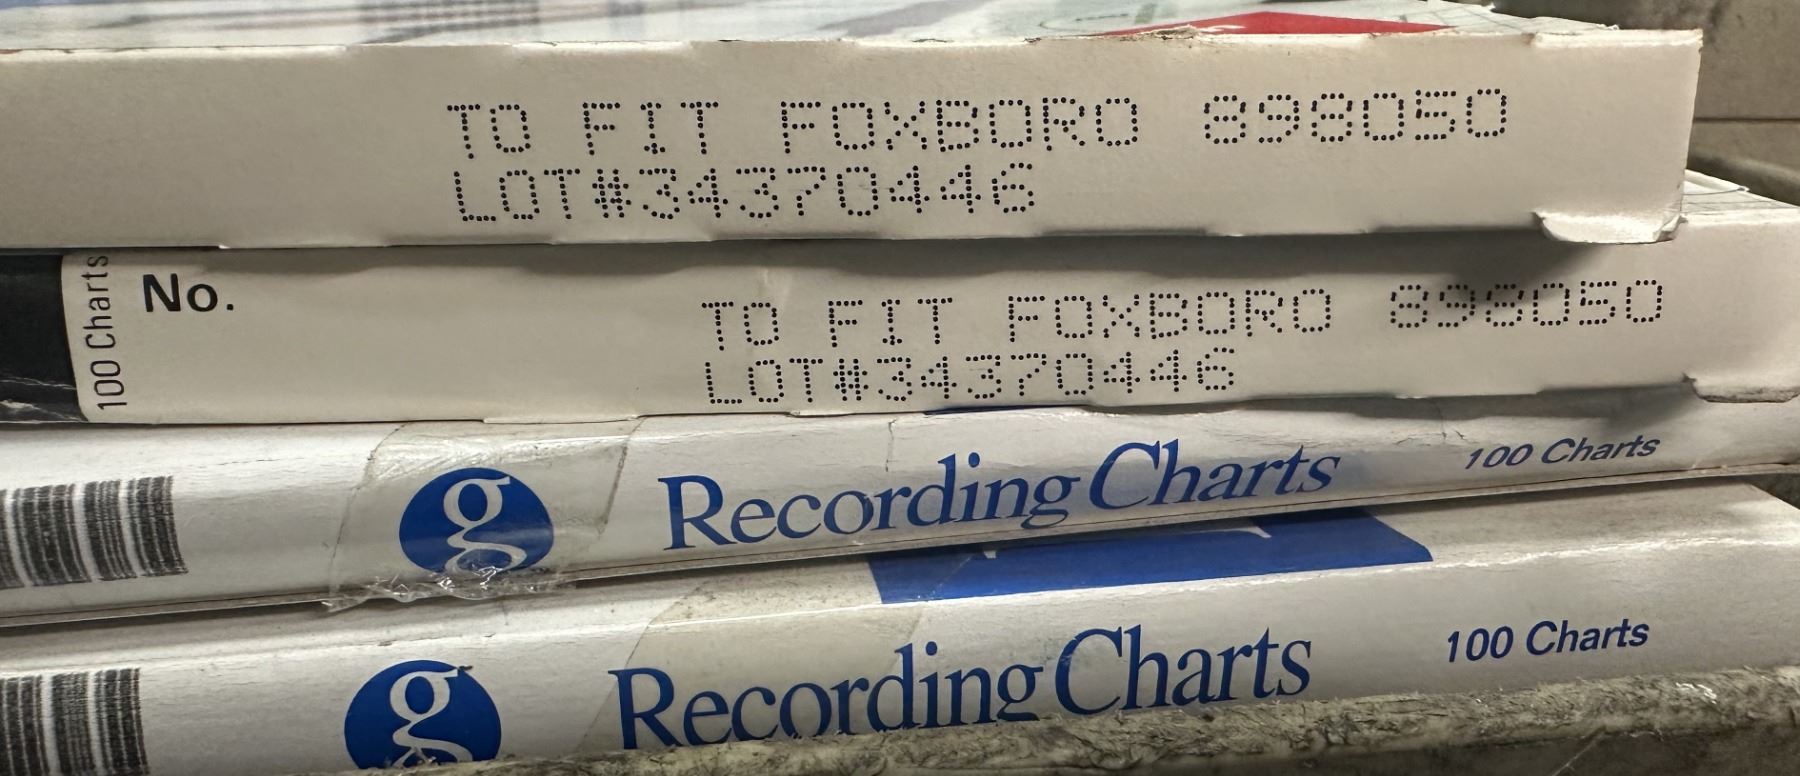 TO FIT FOXBORO 898050
LOT#34370446
100 Charts
No.
TO FIT FOXBORO 898050
LOT#34370446
g Recording Charts 100 Charts
g Recording Charts 100 Charts